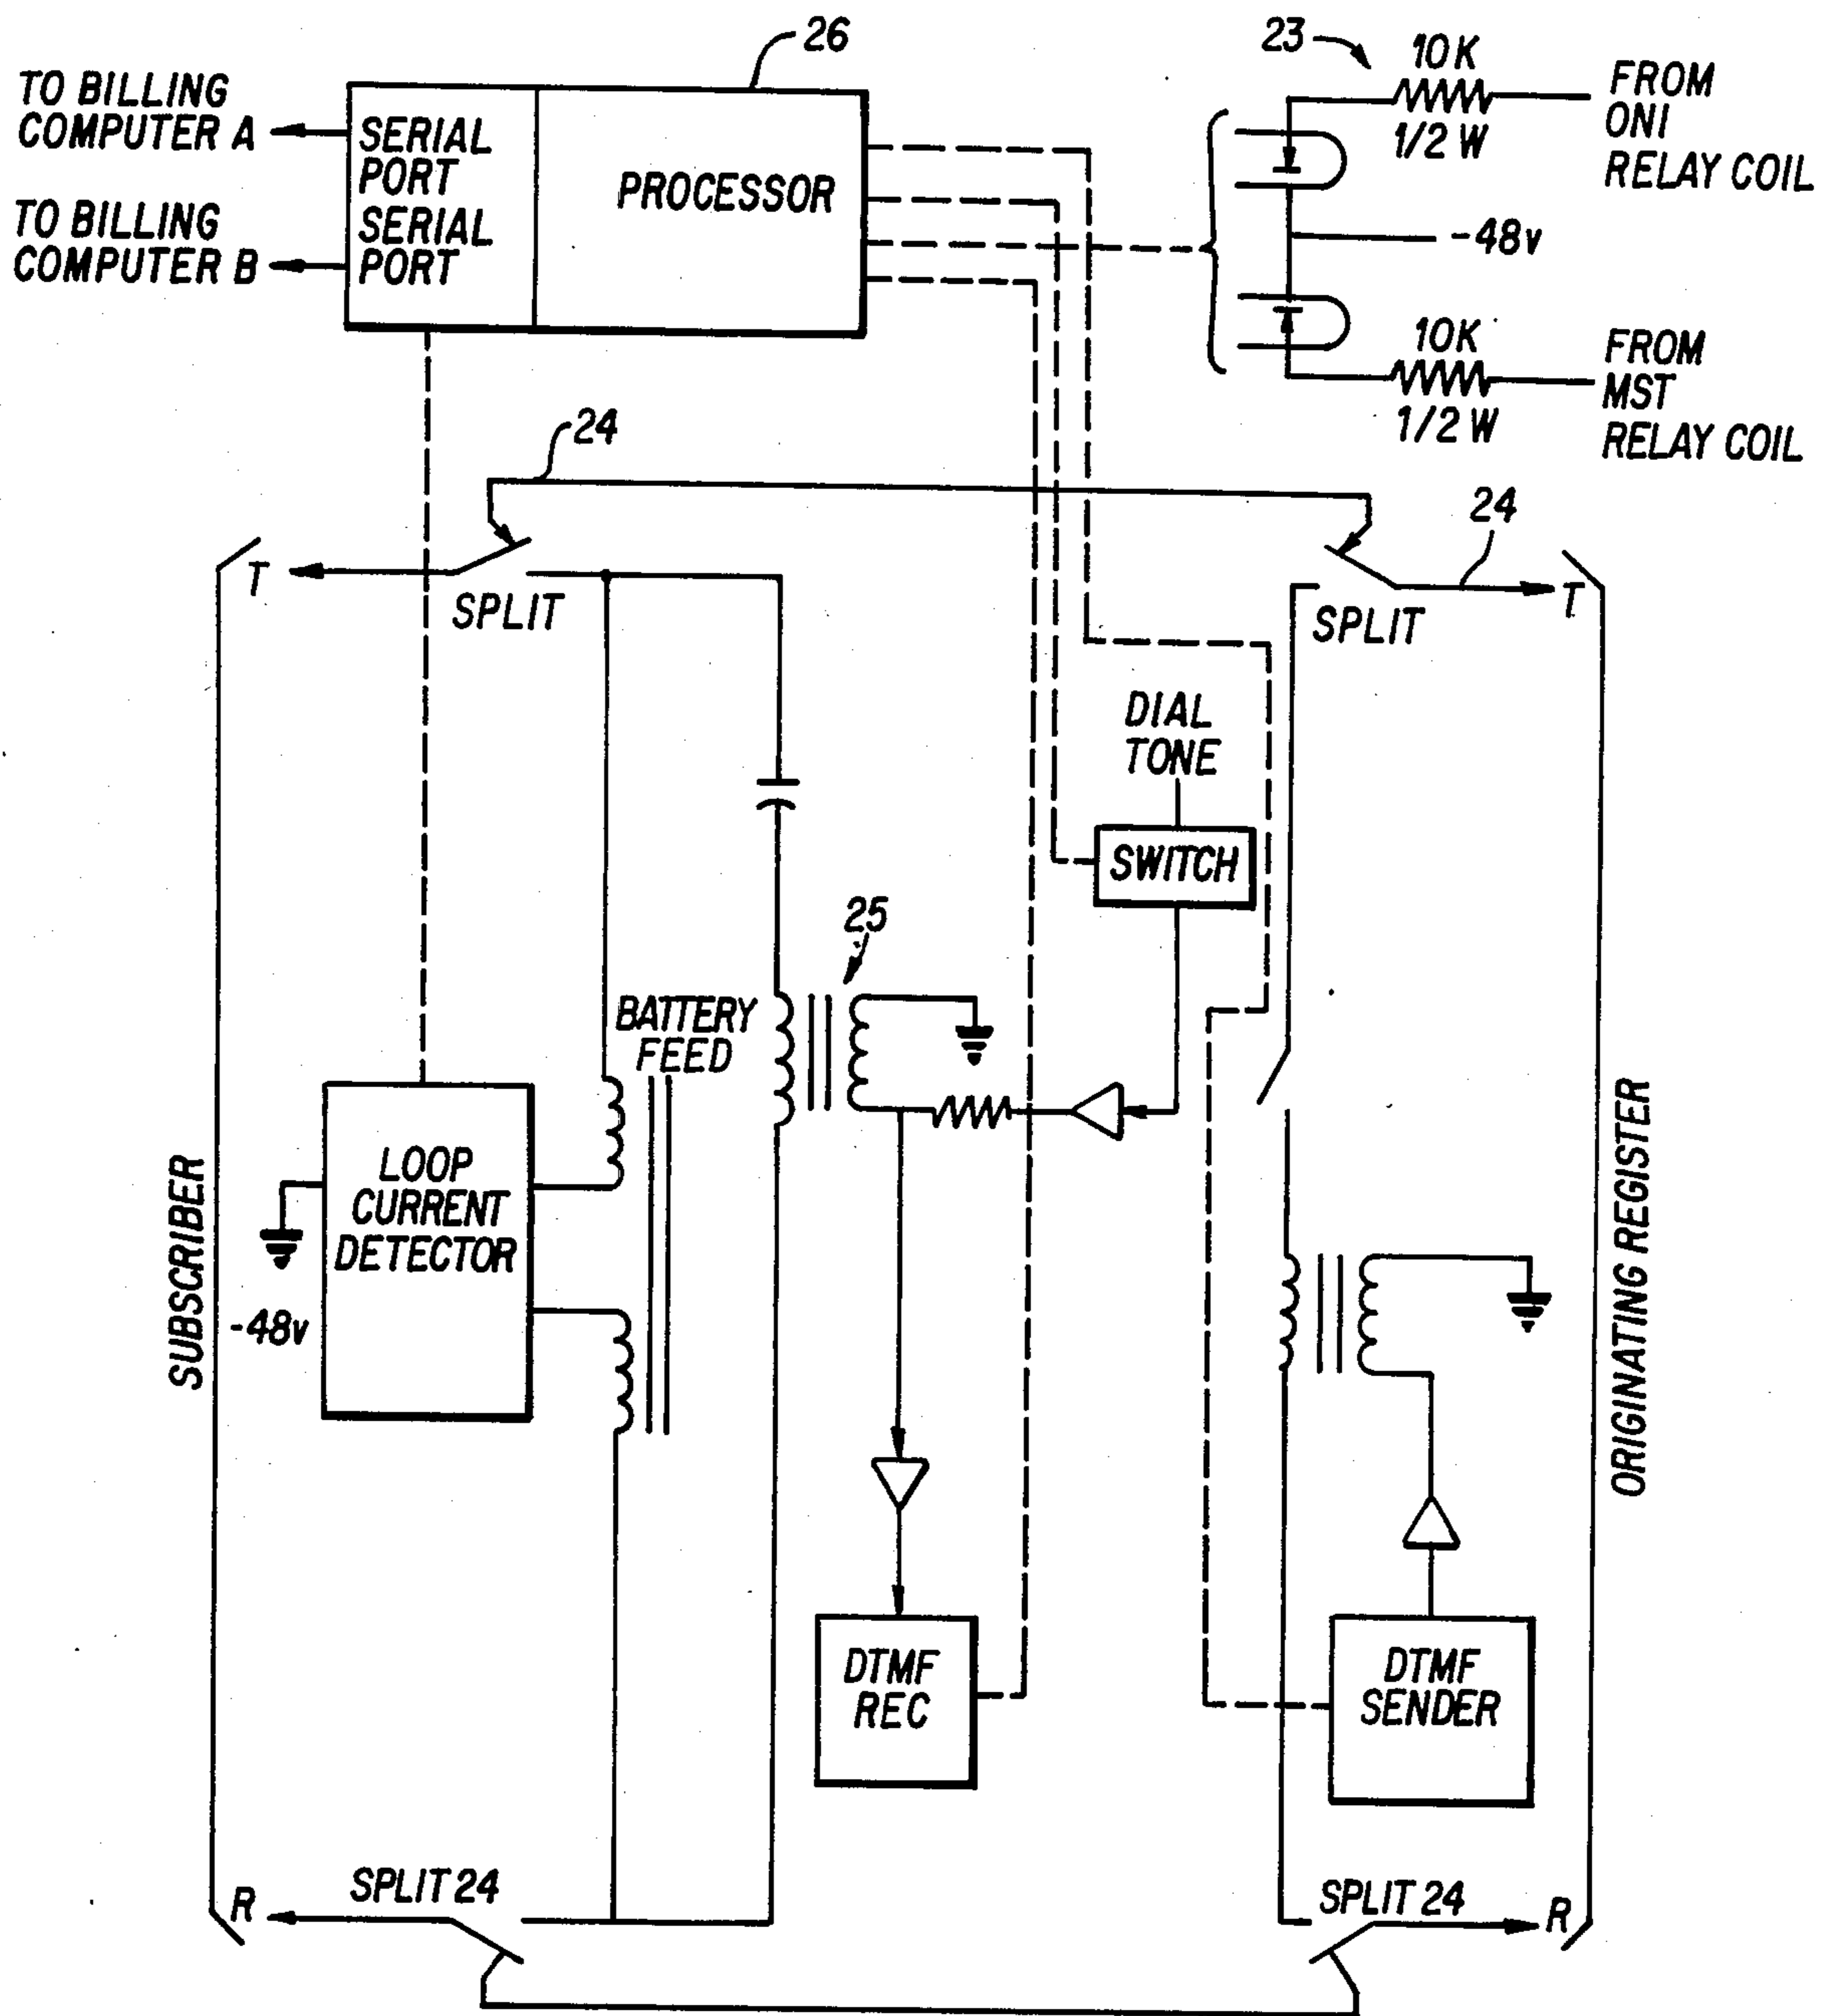 26
23
10K
1/2 W
FROM
ONI
RELAY COIL
TO BILLING
COMPUTER A
SERIAL
PORT
PROCESSOR
TO BILLING
COMPUTER B
SERIAL
PORT
-48v
10K
1/2 W
FROM
MST
RELAY COIL
24
24
T
SPLIT
SPLIT
T
DIAL
TONE
SWITCH
25
BATTERY
FEED
SUBSCRIBER
LOOP
CURRENT
DETECTOR
-48v
ORIGINATING REGISTER
DTMF
REC
DTMF
SENDER
R
SPLIT 24
SPLIT 24
R